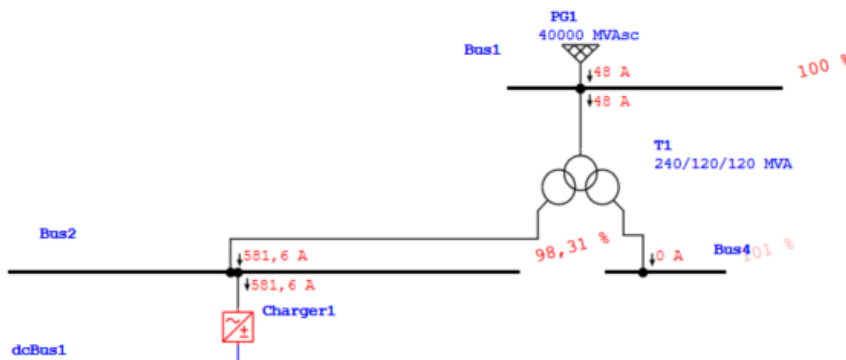 PG1
40000 MVAsc
Bus1
48 A
100 %
48 A
T1
240/120/120 MVA
Bus2
581,6 A
98,31 %
0 A
Bus4
101 %
581,6 A
Charger1
dcBus1